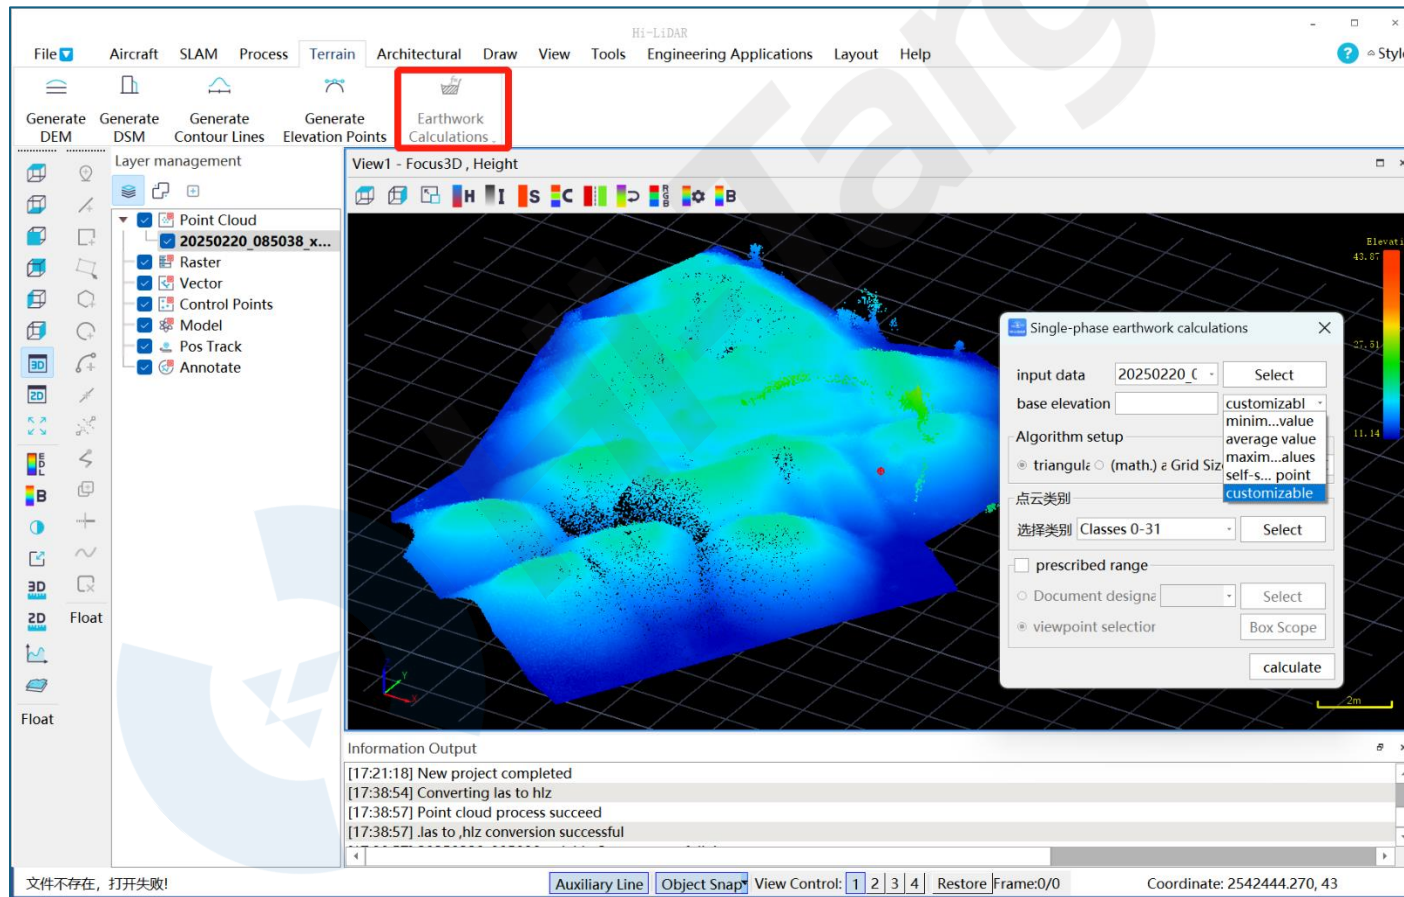 Hi-LiDAR
File Aircraft SLAM Process Terrain Architectural Draw View Tools Engineering Applications Layout Help ? Style
Generate DEM
Generate DSM
Generate Contour Lines
Generate Elevation Points
Earthwork Calculations
Layer management
View1 - Focus3D , Height
H I S C RGB B
Point Cloud
20250220_085038_x...
Raster
Vector
Control Points
Model
Pos Track
Annotate
3D
2D
EDL
B
3D
2D
Float
Float
Elevati
43.87
27.51
11.14
Single-phase earthwork calculations
input data 20250220_( Select
base elevation customizabl
minim...value
average value
maxim...alues
self-s... point
customizable
Algorithm setup
triangula (math.) a Grid Siz
点云类别
选择类别 Classes 0-31 Select
prescribed range
Document designa Select
viewpoint selection Box Scope
calculate
2m
Z
Y
X
Information Output
[17:21:18] New project completed
[17:38:54] Converting las to hlz
[17:38:57] Point cloud process succeed
[17:38:57] .las to ,hlz conversion successful
文件不存在，打开失败!
Auxiliary Line Object Snap View Control: 1 2 3 4 Restore Frame:0/0 Coordinate: 2542444.270, 43